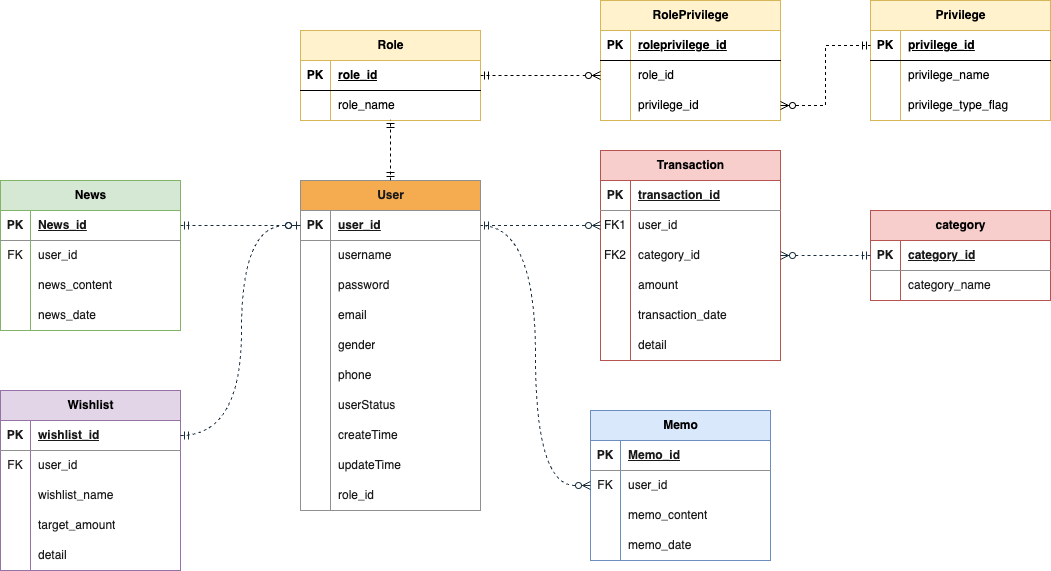 Role
PK role_id
role_name
RolePrivilege
PK roleprivilege_id
role_id
privilege_id
Privilege
PK privilege_id
privilege_name
privilege_type_flag
News
PK News_id
FK user_id
news_content
news_date
User
PK user_id
username
password
email
gender
phone
userStatus
createTime
updateTime
role_id
Transaction
PK transaction_id
FK1 user_id
FK2 category_id
amount
transaction_date
detail
category
PK category_id
category_name
Wishlist
PK wishlist_id
FK user_id
wishlist_name
target_amount
detail
Memo
PK Memo_id
FK user_id
memo_content
memo_date